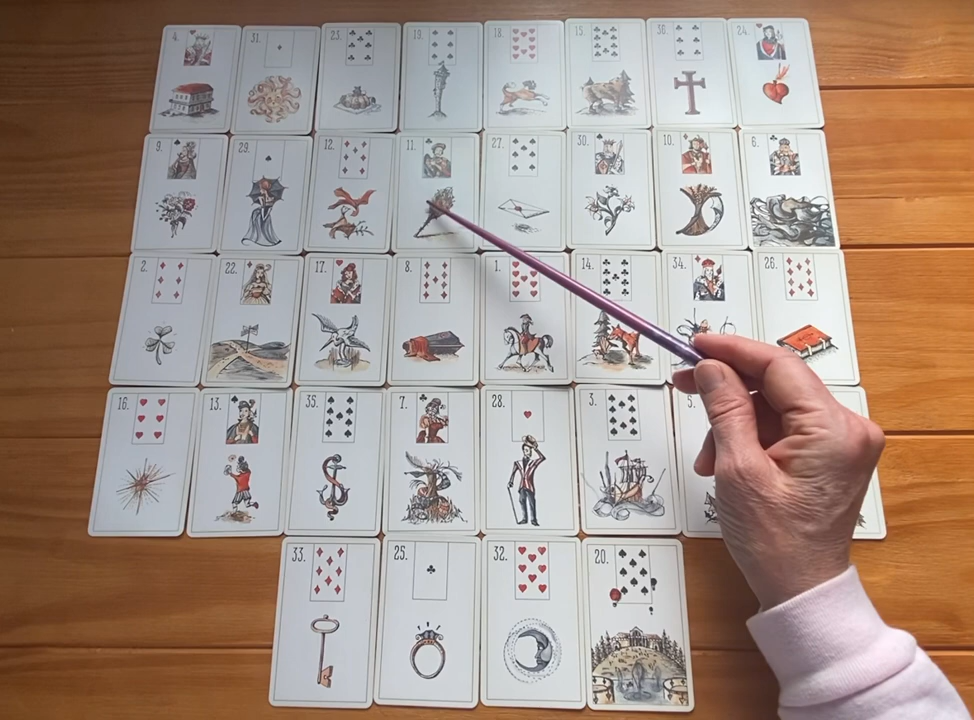 4. 31. 23. 19. 18. 15. 36. 24.
9. 29. 12. 11. 27. 30. 10. 6.
2. 22. 17. 8. 1. 14. 34. 26.
16. 13. 35. 7. 28. 3. 5.
33. 25. 32. 20.